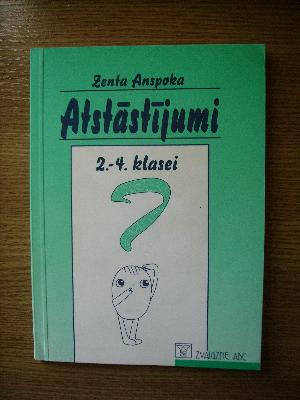 Zenta Anspoka
Atstāstījumi
2.-4. klasei
?
ZVAIGZNE ABC